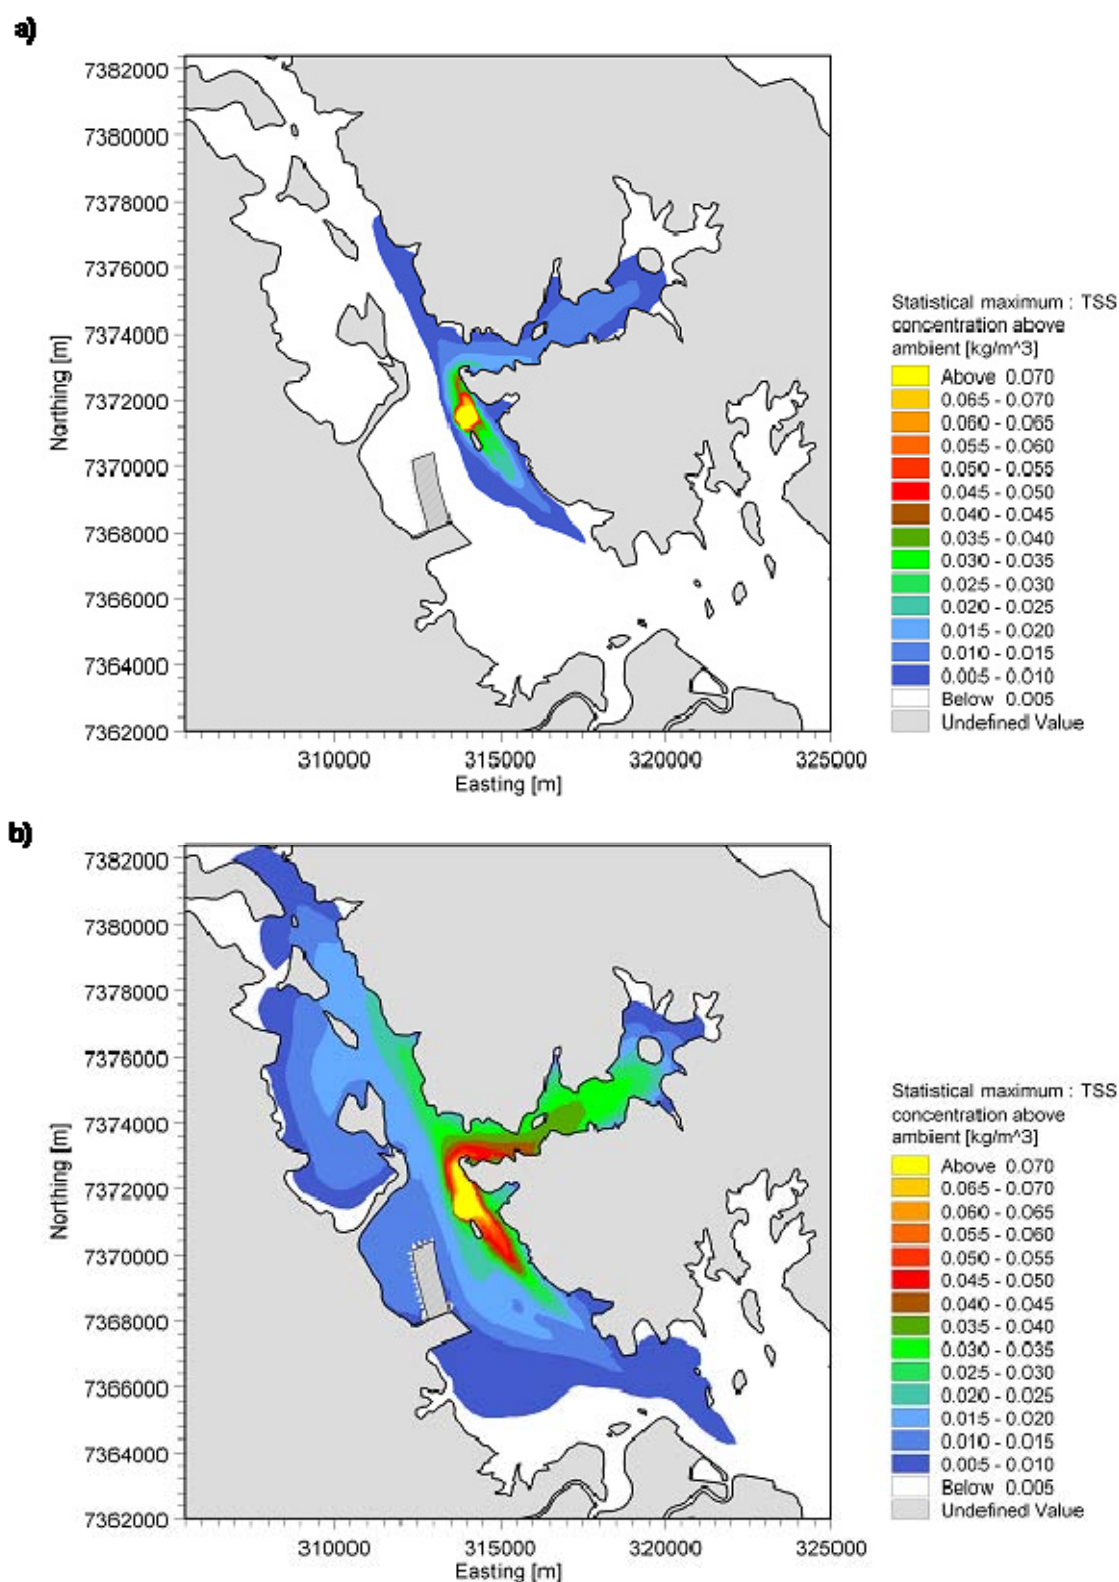 a)
7382000
7380000
7378000
7376000
7374000
7372000
7370000
7368000
7366000
7364000
7362000
Northing [m]
310000 315000 320000 325000
Easting [m]
Statistical maximum : TSS
concentration above
ambient [kg/m^3]
Above 0.070
0.065 - 0.070
0.060 - 0.065
0.055 - 0.060
0.050 - 0.055
0.045 - 0.050
0.040 - 0.045
0.035 - 0.040
0.030 - 0.035
0.025 - 0.030
0.020 - 0.025
0.015 - 0.020
0.010 - 0.015
0.005 - 0.010
Below 0.005
Undefined Value
b)
7382000
7380000
7378000
7376000
7374000
7372000
7370000
7368000
7366000
7364000
7362000
Northing [m]
310000 315000 320000 325000
Easting [m]
Statistical maximum : TSS
concentration above
ambient [kg/m^3]
Above 0.070
0.065 - 0.070
0.060 - 0.065
0.055 - 0.060
0.050 - 0.055
0.045 - 0.050
0.040 - 0.045
0.035 - 0.040
0.030 - 0.035
0.025 - 0.030
0.020 - 0.025
0.015 - 0.020
0.010 - 0.015
0.005 - 0.010
Below 0.005
Undefined Value